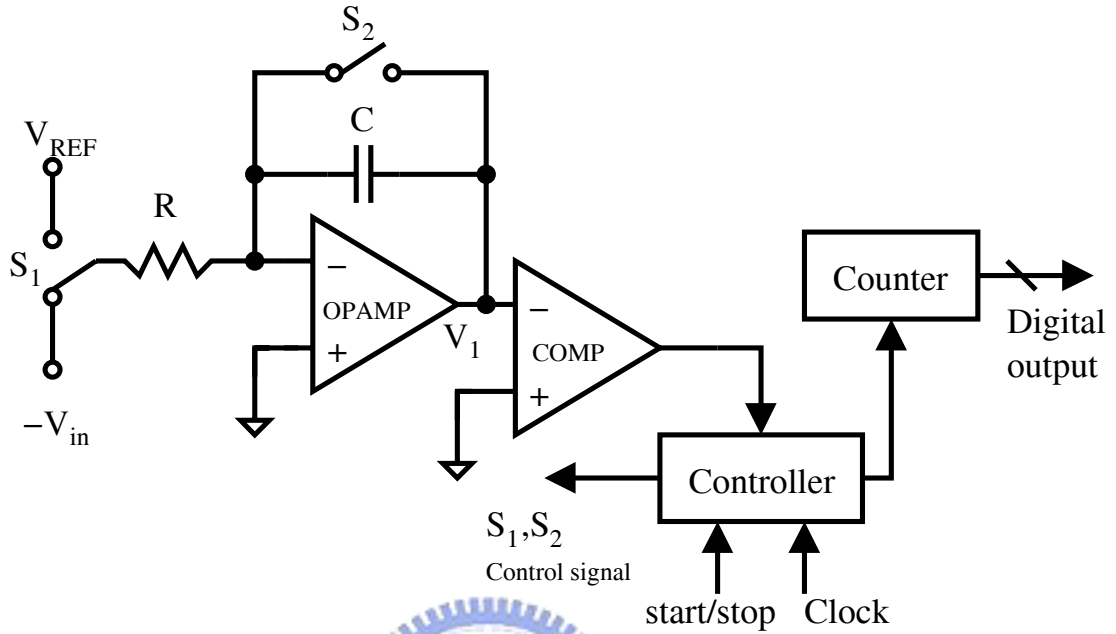 S2
C
VREF
R
S1
−
OPAMP
+
V1
−
COMP
+
Counter
Digital
output
−Vin
Controller
S1,S2
Control signal
start/stop
Clock